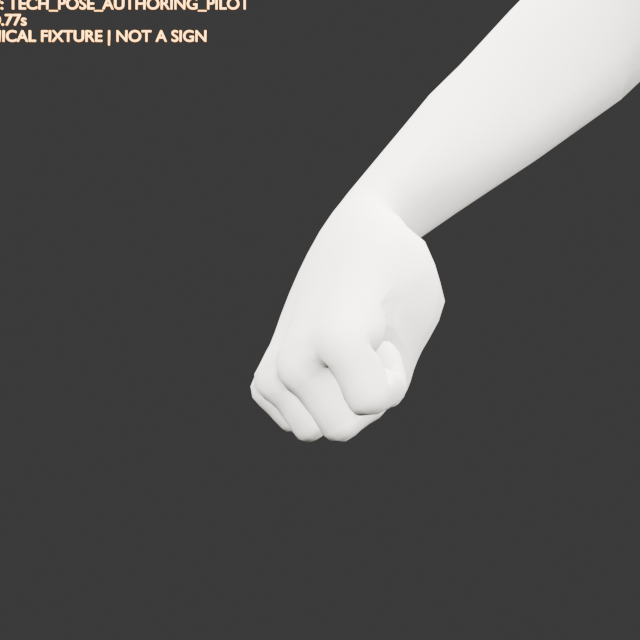 : TECH_POSE_AUTHORING_PILOT
.77s
ICAL FIXTURE | NOT A SIGN